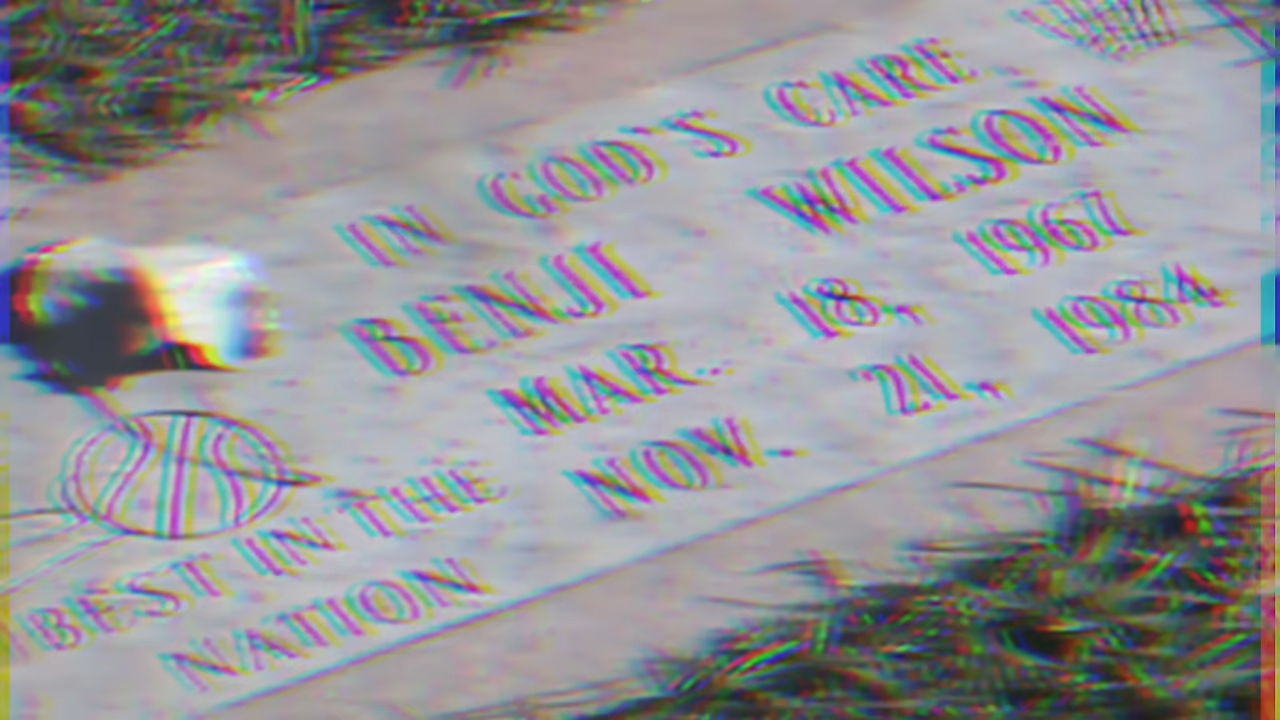 IN GOD'S CARE
BENJI WILSON
MAR. 18, 1967
NOV. 21, 1984
BEST IN THE
NATION